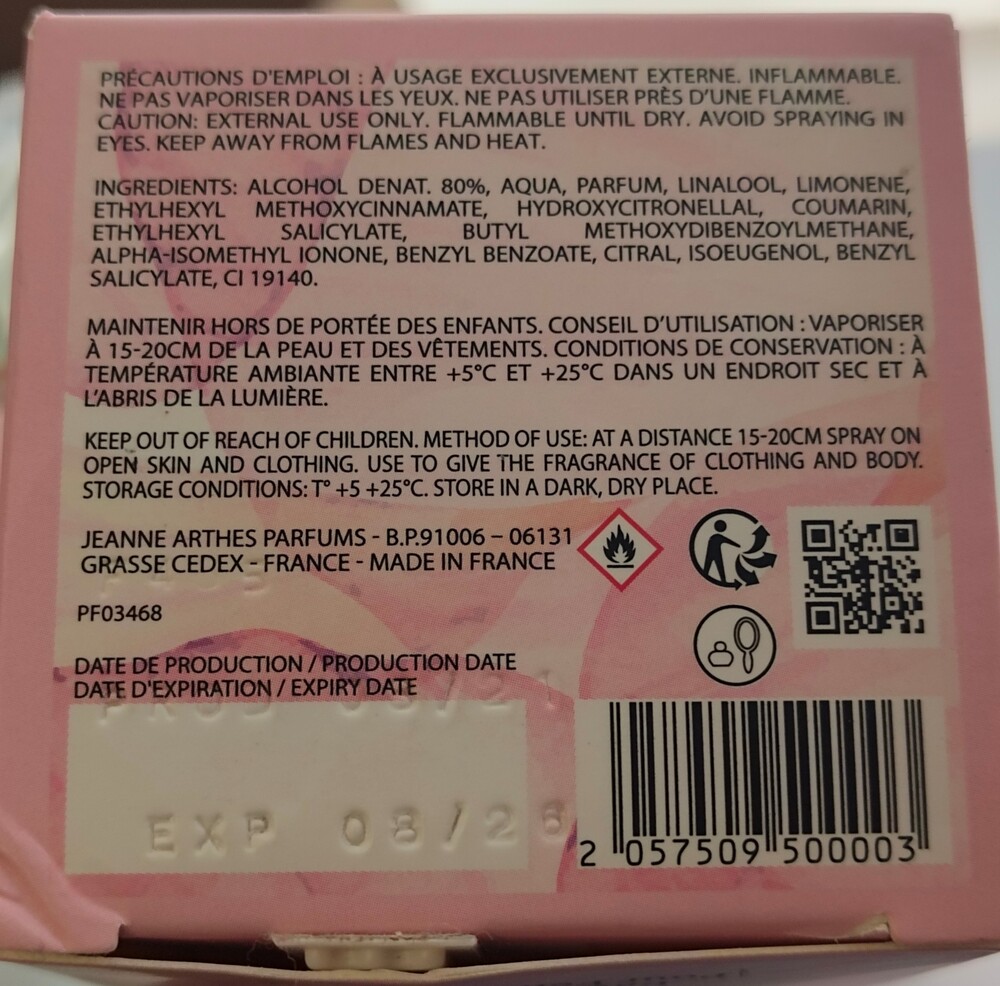 PRÉCAUTIONS D'EMPLOI : À USAGE EXCLUSIVEMENT EXTERNE. INFLAMMABLE.
NE PAS VAPORISER DANS LES YEUX. NE PAS UTILISER PRÈS D'UNE FLAMME.
CAUTION: EXTERNAL USE ONLY. FLAMMABLE UNTIL DRY. AVOID SPRAYING IN
EYES. KEEP AWAY FROM FLAMES AND HEAT.
INGREDIENTS: ALCOHOL DENAT. 80%, AQUA, PARFUM, LINALOOL, LIMONENE,
ETHYLHEXYL METHOXYCINNAMATE, HYDROXYCITRONELLAL, COUMARIN,
ETHYLHEXYL SALICYLATE, BUTYL METHOXYDIBENZOYLMETHANE,
ALPHA-ISOMETHYL IONONE, BENZYL BENZOATE, CITRAL, ISOEUGENOL, BENZYL
SALICYLATE, CI 19140.
MAINTENIR HORS DE PORTÉE DES ENFANTS. CONSEIL D'UTILISATION : VAPORISER
À 15-20CM DE LA PEAU ET DES VÊTEMENTS. CONDITIONS DE CONSERVATION : À
TEMPÉRATURE AMBIANTE ENTRE +5°C ET +25°C DANS UN ENDROIT SEC ET À
L'ABRIS DE LA LUMIÈRE.
KEEP OUT OF REACH OF CHILDREN. METHOD OF USE: AT A DISTANCE 15-20CM SPRAY ON
OPEN SKIN AND CLOTHING. USE TO GIVE THE FRAGRANCE OF CLOTHING AND BODY.
STORAGE CONDITIONS: T° +5 +25°C. STORE IN A DARK, DRY PLACE.
JEANNE ARTHES PARFUMS - B.P.91006 – 06131
GRASSE CEDEX - FRANCE - MADE IN FRANCE
PF03468
DATE DE PRODUCTION / PRODUCTION DATE
DATE D'EXPIRATION / EXPIRY DATE
PROD 08/21
EXP 08/26
2 057509 500003